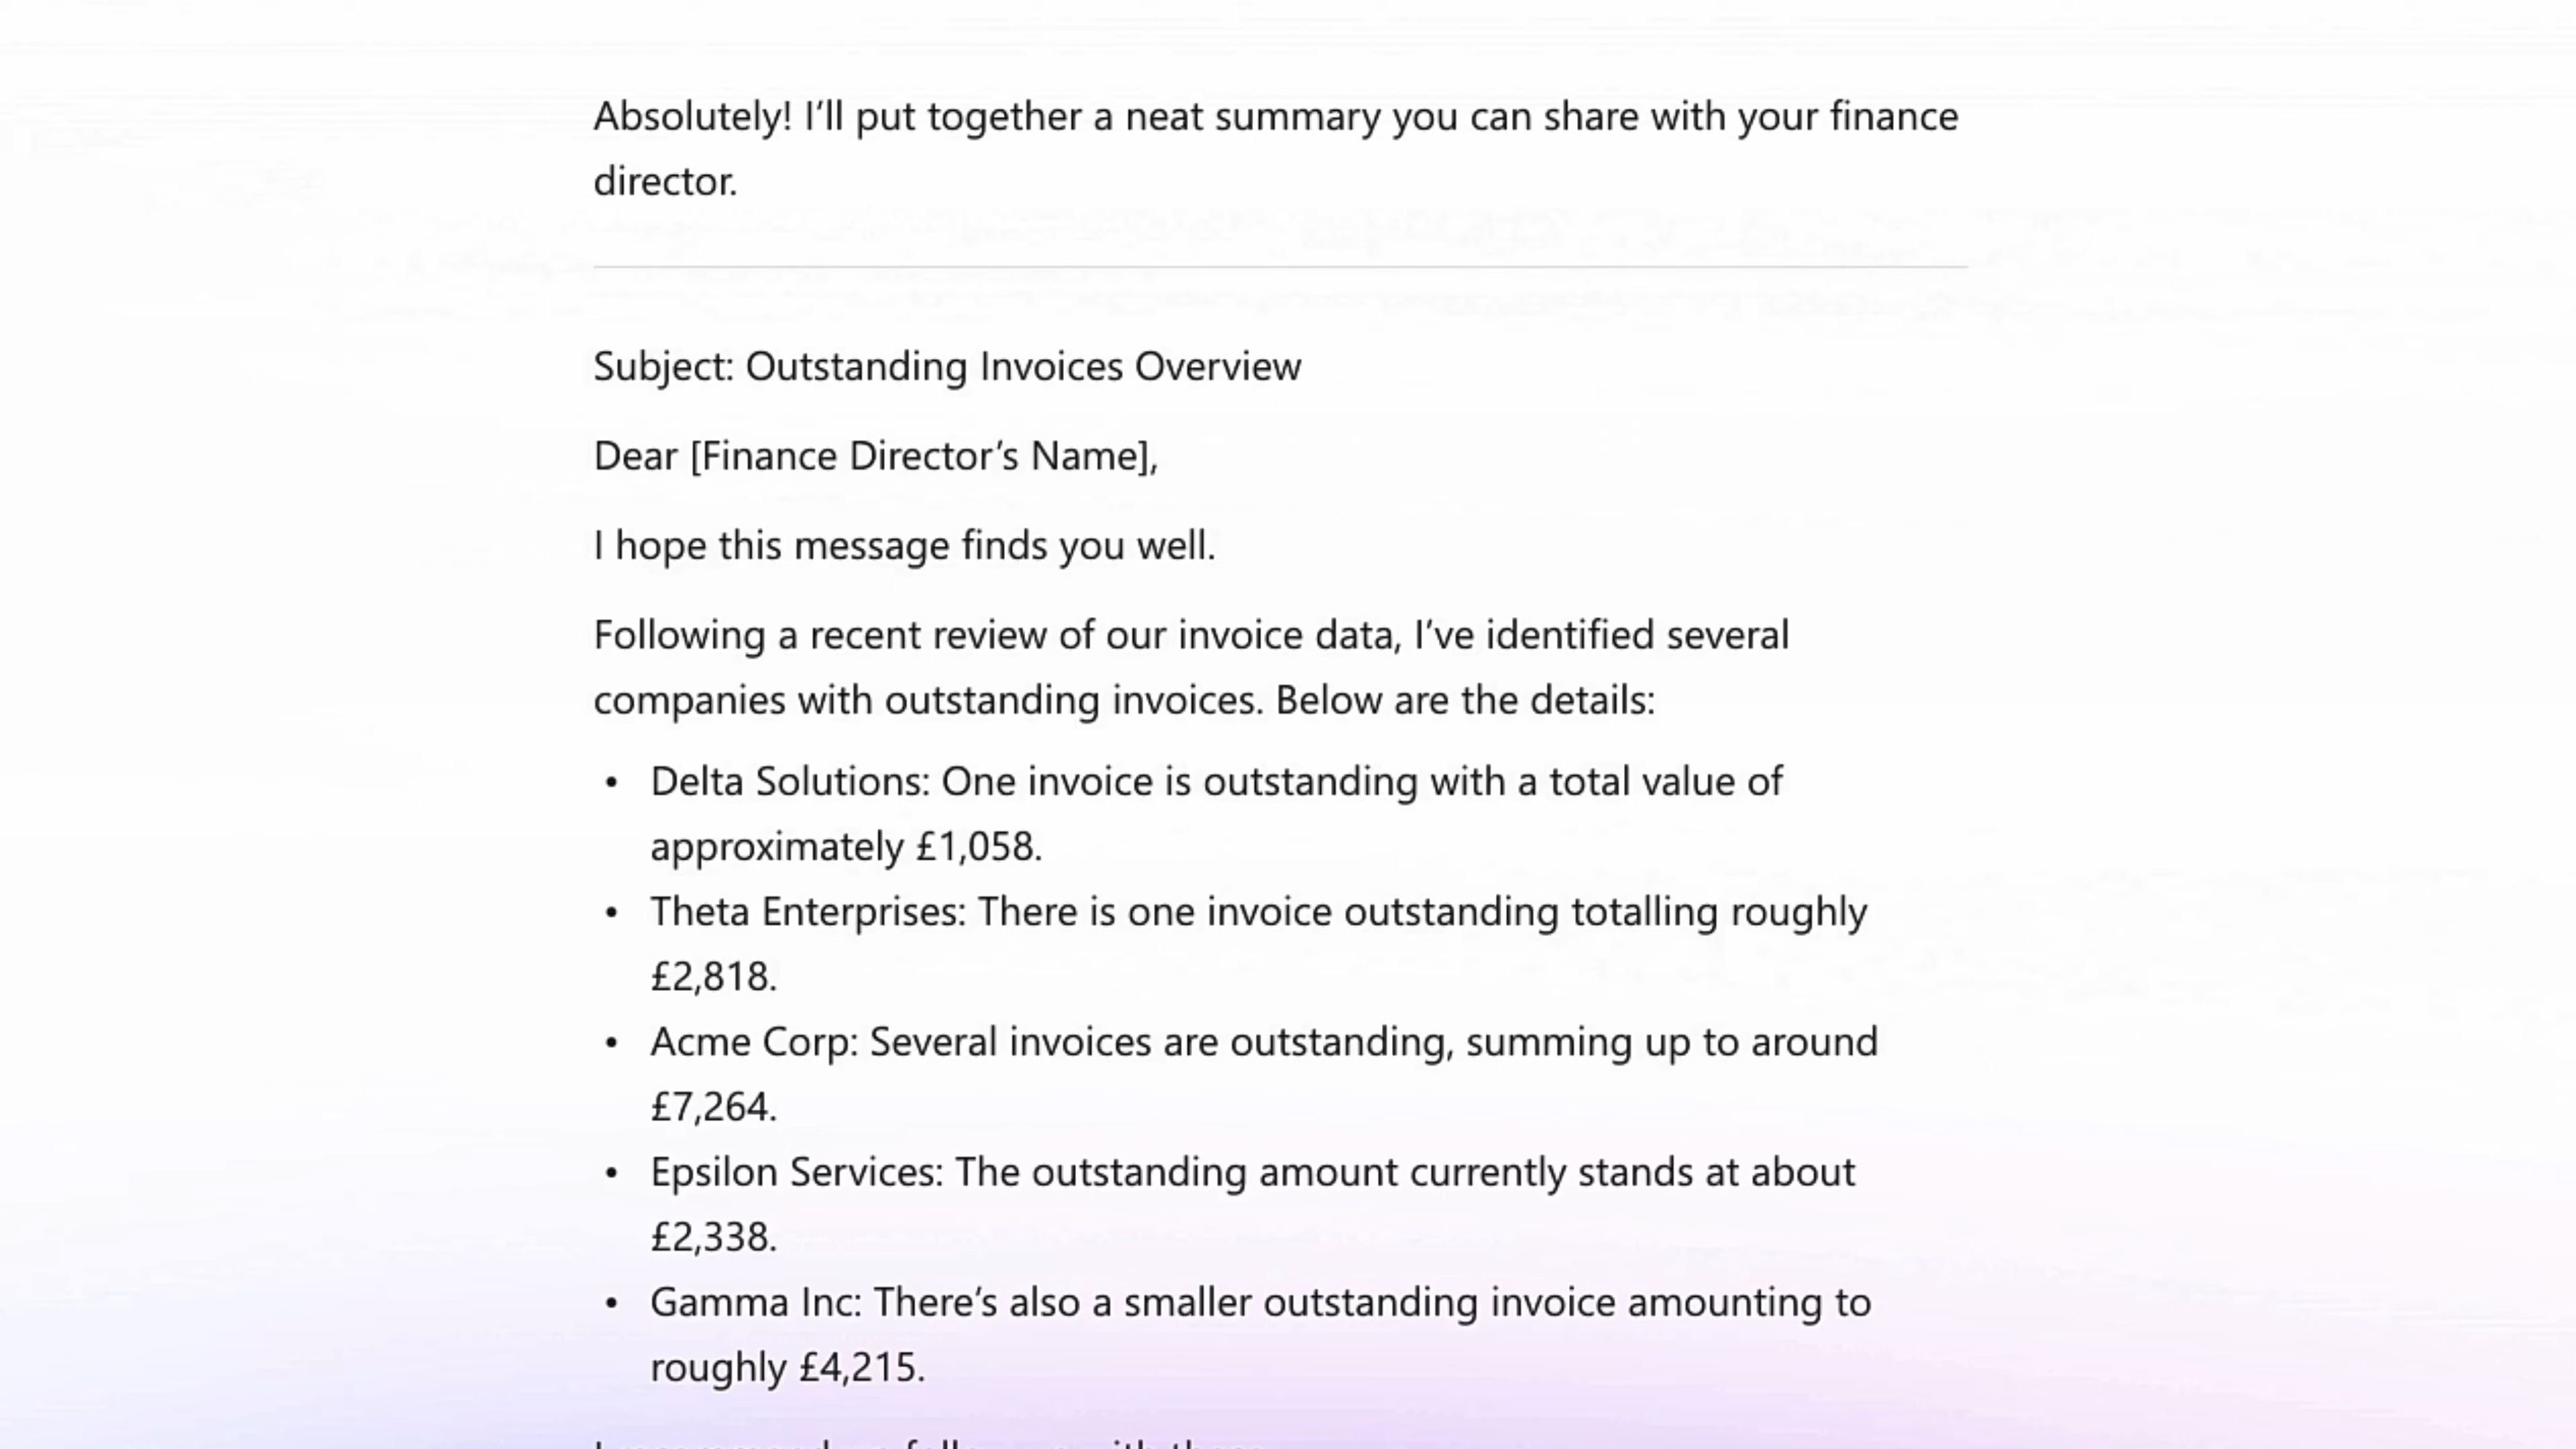 Absolutely! I’ll put together a neat summary you can share with your finance
director.
Subject: Outstanding Invoices Overview
Dear [Finance Director’s Name],
I hope this message finds you well.
Following a recent review of our invoice data, I’ve identified several
companies with outstanding invoices. Below are the details:
• Delta Solutions: One invoice is outstanding with a total value of
approximately £1,058.
• Theta Enterprises: There is one invoice outstanding totalling roughly
£2,818.
• Acme Corp: Several invoices are outstanding, summing up to around
£7,264.
• Epsilon Services: The outstanding amount currently stands at about
£2,338.
• Gamma Inc: There’s also a smaller outstanding invoice amounting to
roughly £4,215.